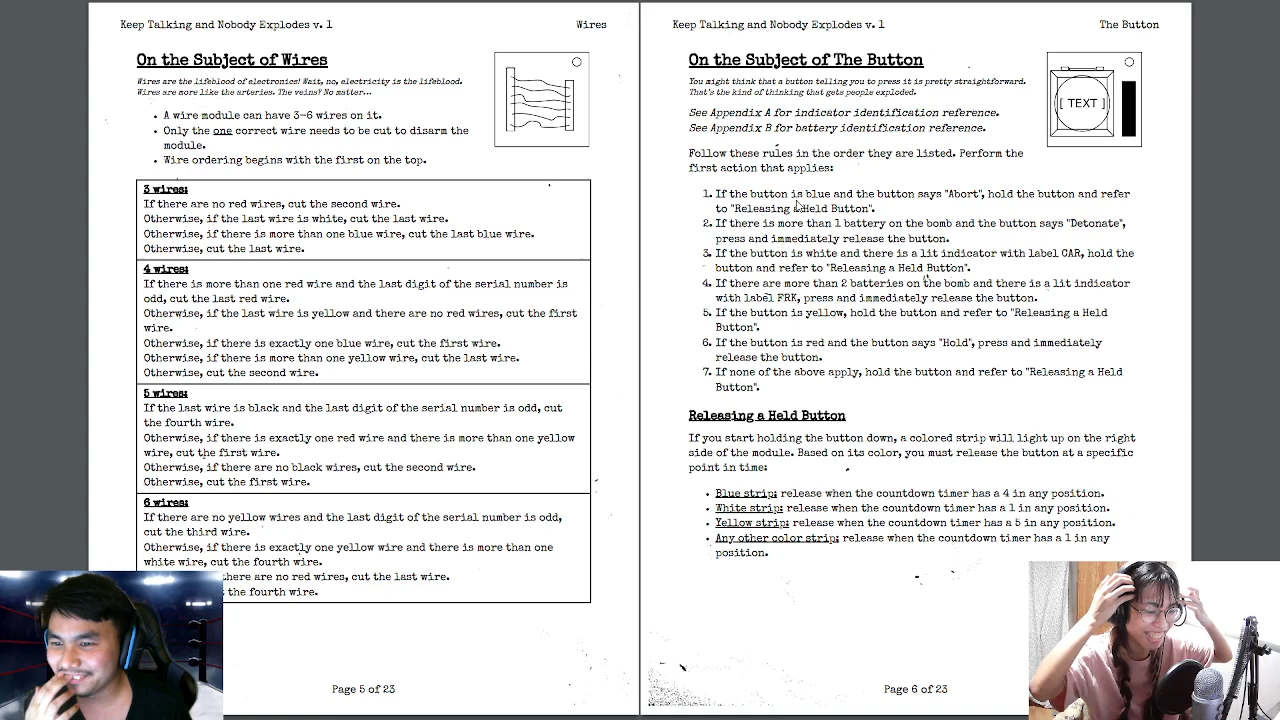 Keep Talking and Nobody Explodes v. 1
Wires
On the Subject of Wires
Wires are the lifeblood of electronics! Wait, no, electricity is the lifeblood.
Wires are more like the arteries. The veins? No matter...
• A wire module can have 3-6 wires on it.
• Only the one correct wire needs to be cut to disarm the
module.
• Wire ordering begins with the first on the top.
3 wires:
If there are no red wires, cut the second wire.
Otherwise, if the last wire is white, cut the last wire.
Otherwise, if there is more than one blue wire, cut the last blue wire.
Otherwise, cut the last wire.
4 wires:
If there is more than one red wire and the last digit of the serial number is
odd, cut the last red wire.
Otherwise, if the last wire is yellow and there are no red wires, cut the first
wire.
Otherwise, if there is exactly one blue wire, cut the first wire.
Otherwise, if there is more than one yellow wire, cut the last wire.
Otherwise, cut the second wire.
5 wires:
If the last wire is black and the last digit of the serial number is odd, cut
the fourth wire.
Otherwise, if there is exactly one red wire and there is more than one yellow
wire, cut the first wire.
Otherwise, if there are no black wires, cut the second wire.
Otherwise, cut the first wire.
6 wires:
If there are no yellow wires and the last digit of the serial number is odd,
cut the third wire.
Otherwise, if there is exactly one yellow wire and there is more than one
white wire, cut the fourth wire.
there are no red wires, cut the last wire.
the fourth wire.
Page 5 of 23
Keep Talking and Nobody Explodes v. 1
The Button
On the Subject of The Button
You might think that a button telling you to press it is pretty straightforward.
That's the kind of thinking that gets people exploded.
[ TEXT ]
See Appendix A for indicator identification reference.
See Appendix B for battery identification reference.
Follow these rules in the order they are listed. Perform the
first action that applies:
1. If the button is blue and the button says "Abort", hold the button and refer
to "Releasing a Held Button".
2. If there is more than 1 battery on the bomb and the button says "Detonate",
press and immediately release the button.
3. If the button is white and there is a lit indicator with label CAR, hold the
button and refer to "Releasing a Held Button".
4. If there are more than 2 batteries on the bomb and there is a lit indicator
with label FRK, press and immediately release the button.
5. If the button is yellow, hold the button and refer to "Releasing a Held
Button".
6. If the button is red and the button says "Hold", press and immediately
release the button.
7. If none of the above apply, hold the button and refer to "Releasing a Held
Button".
Releasing a Held Button
If you start holding the button down, a colored strip will light up on the right
side of the module. Based on its color, you must release the button at a specific
point in time:
• Blue strip: release when the countdown timer has a 4 in any position.
• White strip: release when the countdown timer has a 1 in any position.
• Yellow strip: release when the countdown timer has a 5 in any position.
• Any other color strip: release when the countdown timer has a 1 in any
position.
Page 6 of 23